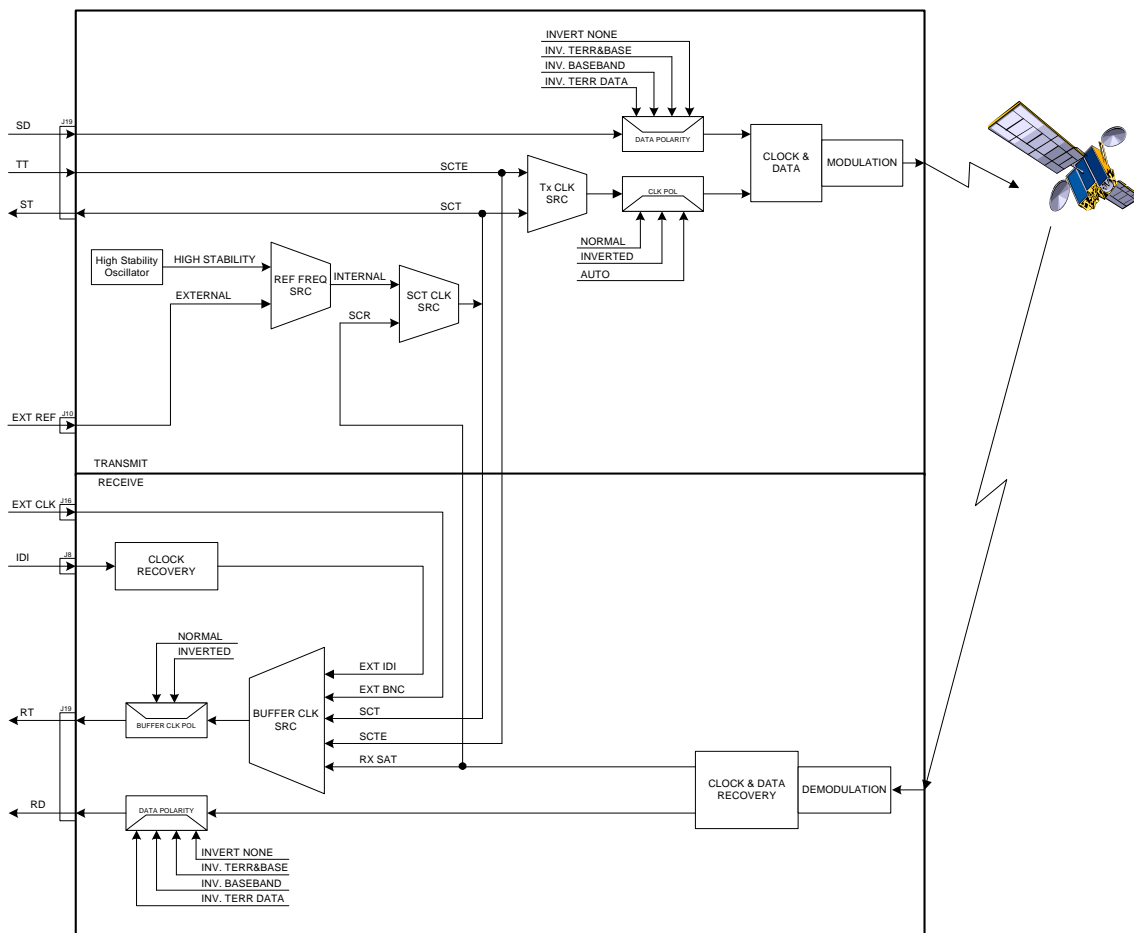 INVERT NONE
INV. TERR&BASE
INV. BASEBAND
INV. TERR DATA
J19
SD
DATA POLARITY
CLOCK &
DATA
MODULATION
TT
SCTE
Tx CLK
SRC
CLK POL
ST
SCT
NORMAL
INVERTED
AUTO
High Stability
Oscillator
HIGH STABILITY
REF FREQ
SRC
INTERNAL
SCT CLK
SRC
EXTERNAL
SCR
J10
EXT REF
TRANSMIT
RECEIVE
J16
EXT CLK
J8
IDI
CLOCK
RECOVERY
NORMAL
INVERTED
EXT IDI
EXT BNC
J19
RT
BUFFER CLK POL
BUFFER CLK
SRC
SCT
SCTE
RX SAT
CLOCK & DATA
RECOVERY
DEMODULATION
RD
DATA POLARITY
INVERT NONE
INV. TERR&BASE
INV. BASEBAND
INV. TERR DATA